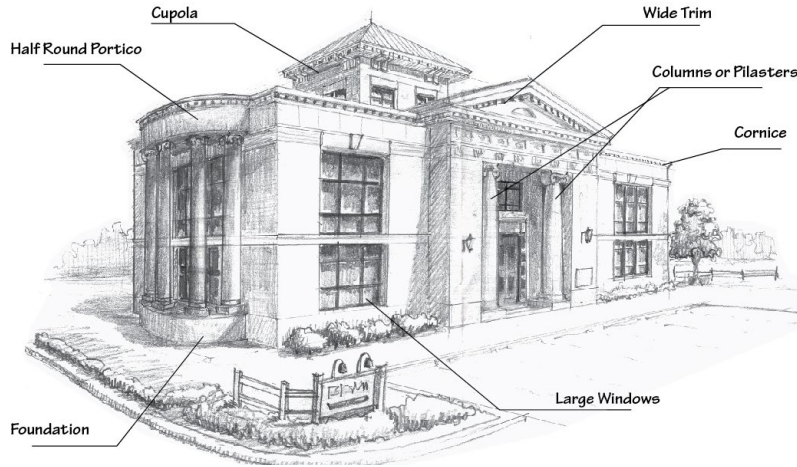 Cupola
Wide Trim
Half Round Portico
Columns or Pilasters
Cornice
Large Windows
Foundation